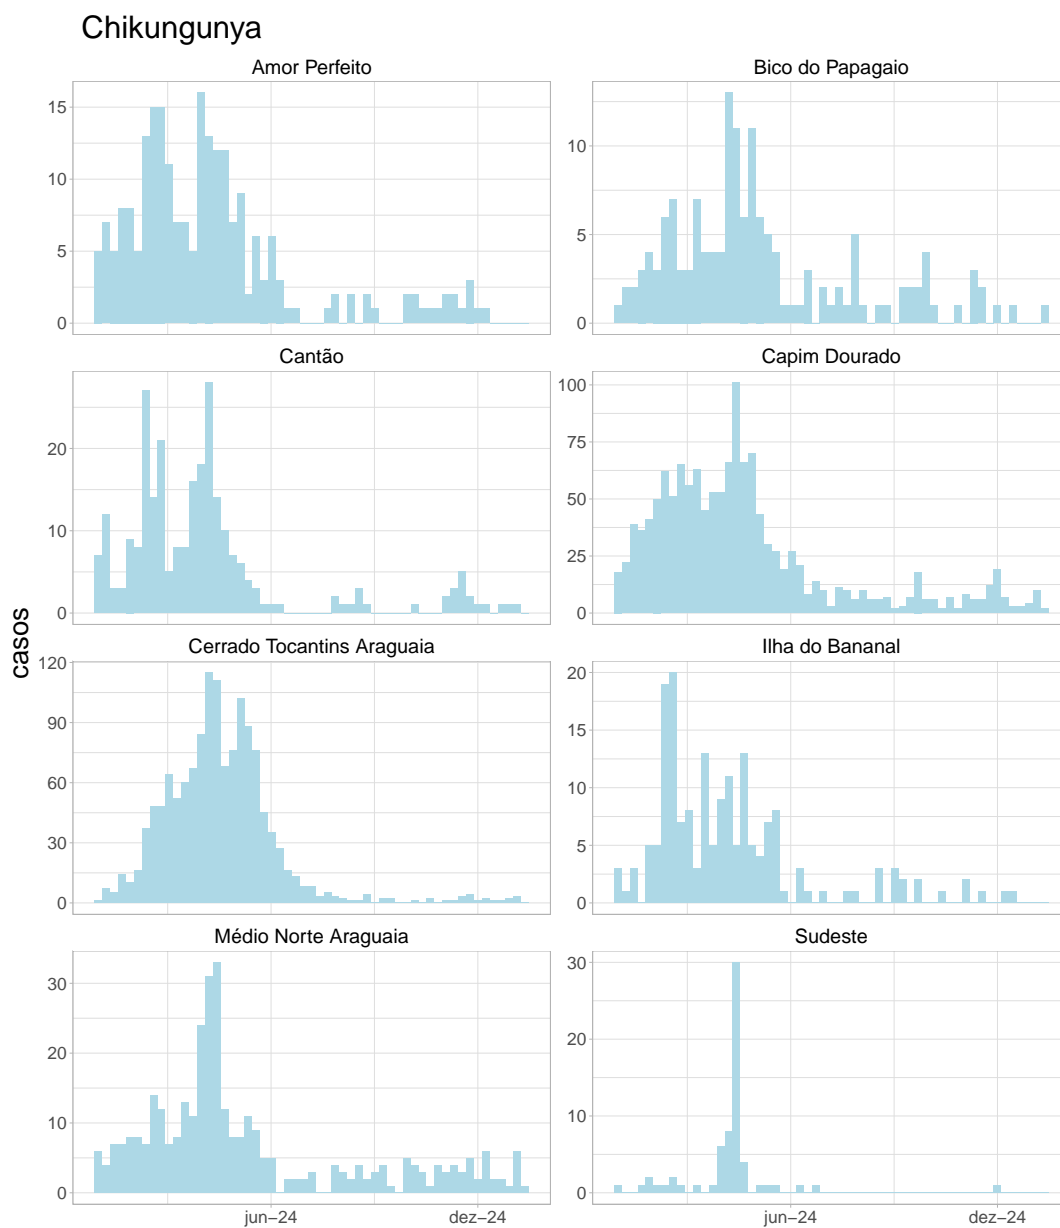 Chikungunya
Amor Perfeito
Bico do Papagaio
15
10
5
0
10
5
0
Cantão
Capim Dourado
20
10
0
100
75
50
25
0
casos
Cerrado Tocantins Araguaia
Ilha do Bananal
120
90
60
30
0
20
15
10
5
0
Médio Norte Araguaia
Sudeste
30
20
10
0
30
20
10
0
jun−24
dez−24
jun−24
dez−24